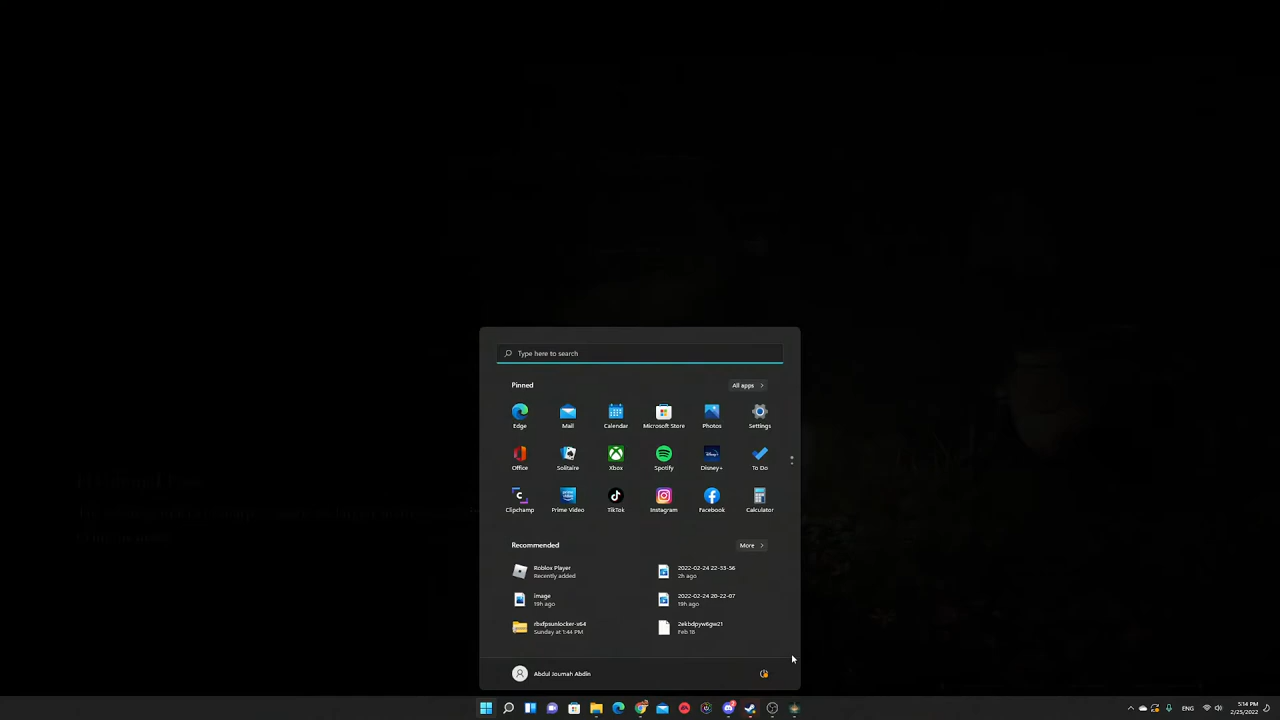 Type here to search
Pinned
All apps
Edge
Mail
Calendar
Microsoft Store
Photos
Settings
Office
Solitaire
Xbox
Spotify
Disney+
To Do
Clipchamp
Prime Video
TikTok
Instagram
Facebook
Calculator
Recommended
More
Roblox Player
Recently added
2022-02-24 22-33-56
2h ago
image
19h ago
2022-02-24 20-22-07
19h ago
rbxfpsunlocker-x64
Sunday at 1:44 PM
2ekbdpyw6gw21
Feb 18
Abdul Joumah Abdin
ENG
5:14 PM
2/25/2022